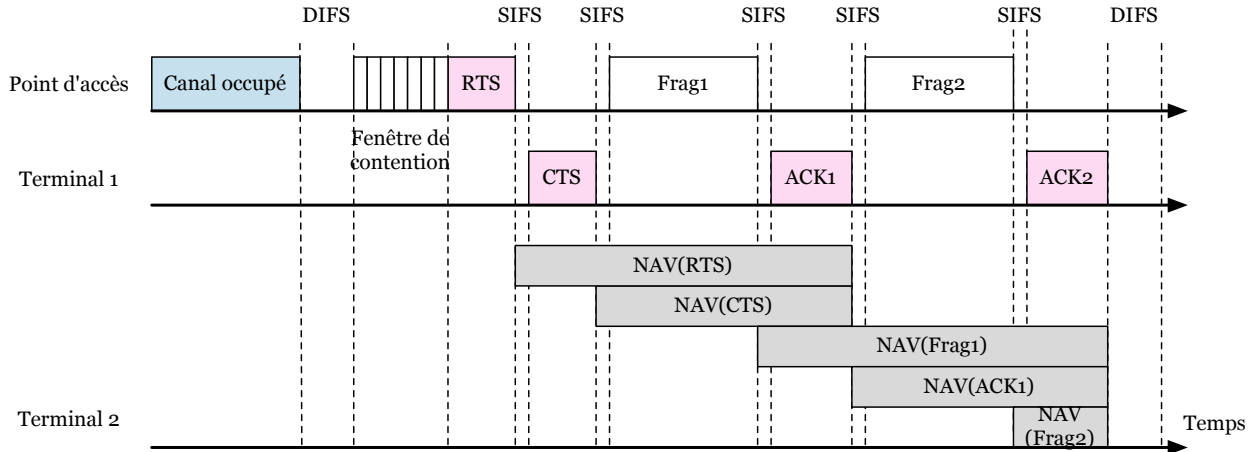 DIFS SIFS SIFS SIFS SIFS SIFS DIFS
Point d'accès Canal occupé RTS Frag1 Frag2
Fenêtre de
contention
Terminal 1 CTS ACK1 ACK2
NAV(RTS)
NAV(CTS)
NAV(Frag1)
NAV(ACK1)
NAV
(Frag2)
Terminal 2
Temps